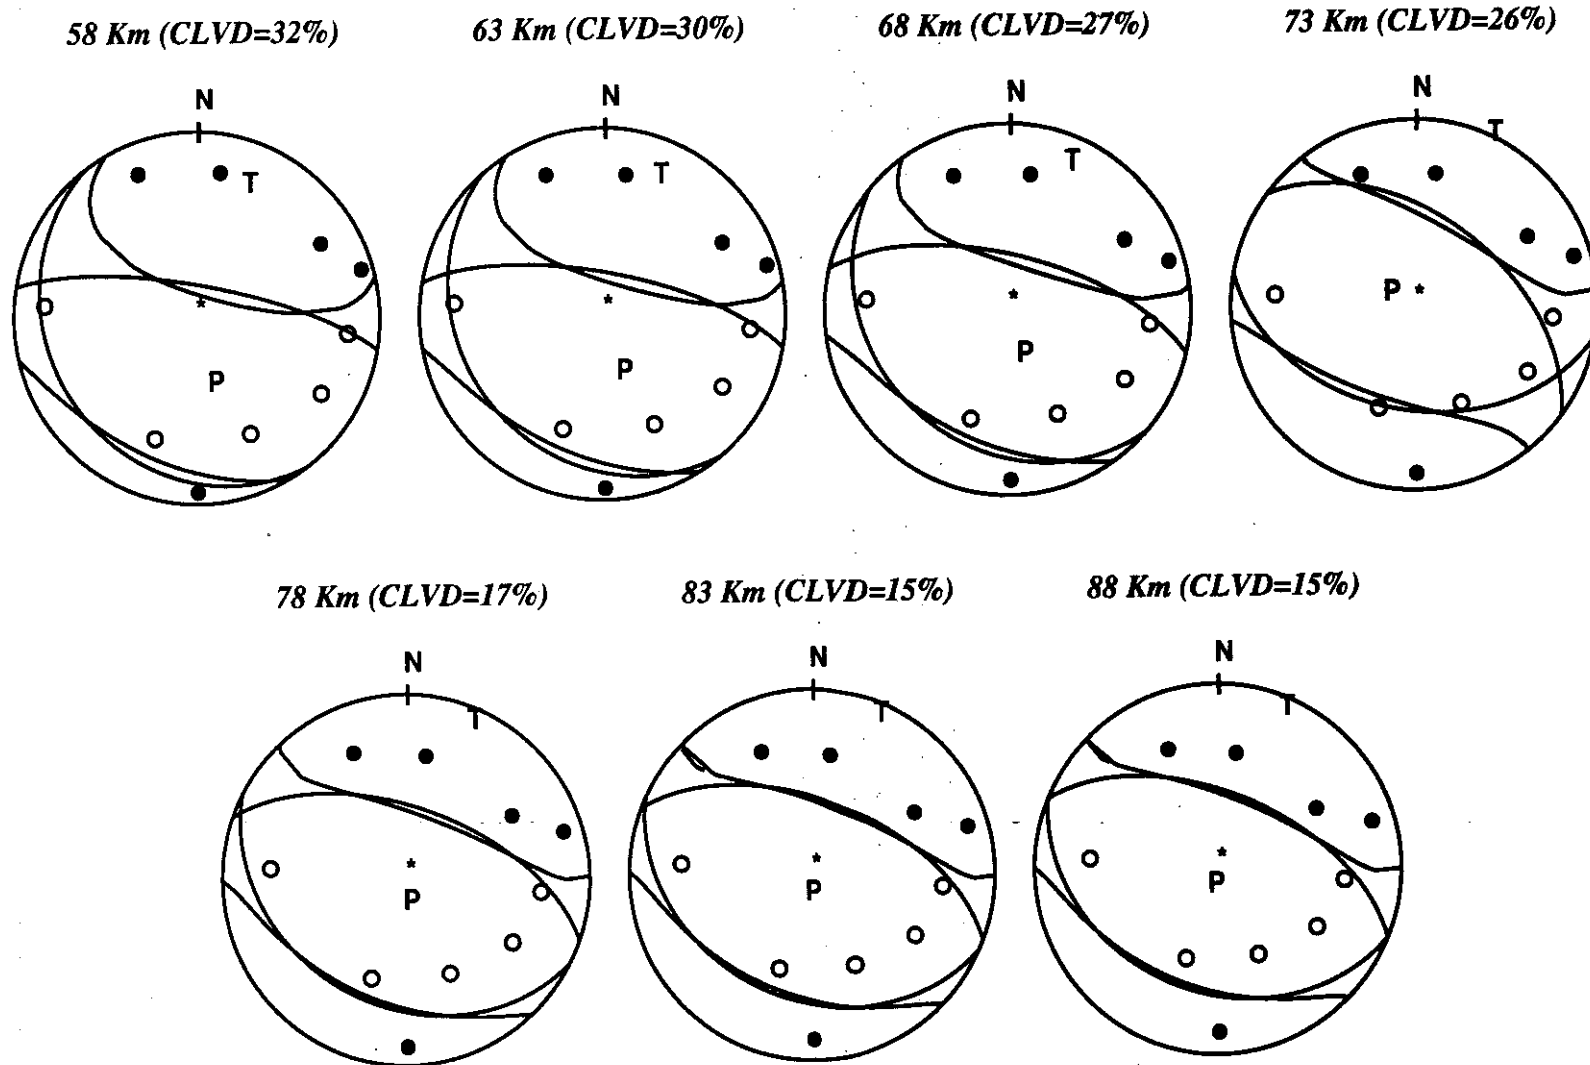 58 Km (CLVD=32%) 63 Km (CLVD=30%) 68 Km (CLVD=27%) 73 Km (CLVD=26%)
N N N N
T T T T
* * * P *
P P P
78 Km (CLVD=17%) 83 Km (CLVD=15%) 88 Km (CLVD=15%)
N N N
T T T
* * *
P P P